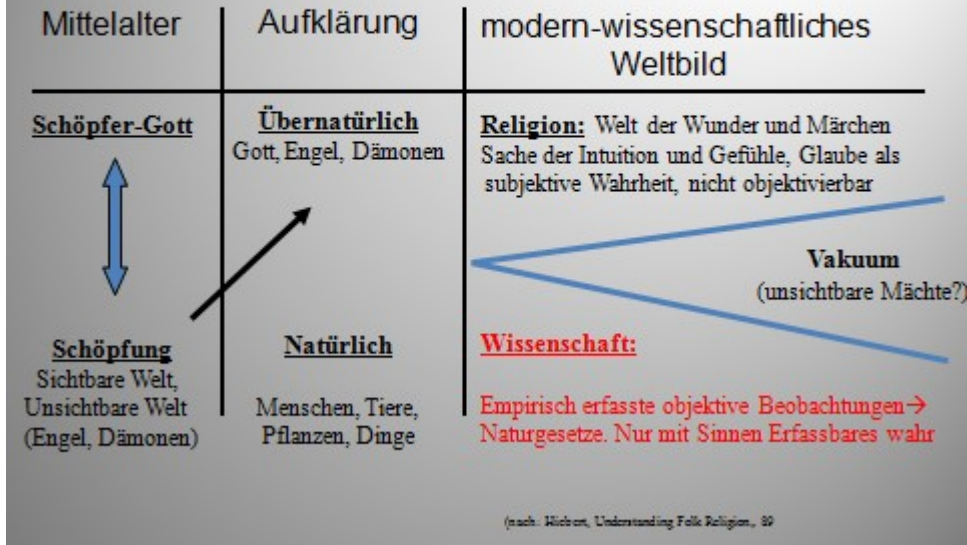 Mittelalter
Aufklärung
modern-wissenschaftliches
Weltbild
Schöpfer-Gott
Schöpfung
Sichtbare Welt,
Unsichtbare Welt
(Engel, Dämonen)
Übernatürlich
Gott, Engel, Dämonen
Natürlich
Menschen, Tiere,
Pflanzen, Dinge
Religion: Welt der Wunder und Märchen
Sache der Intuition und Gefühle, Glaube als
subjektive Wahrheit, nicht objektivierbar
Vakuum
(unsichtbare Mächte?)
Wissenschaft:
Empirisch erfasste objektive Beobachtungen→
Naturgesetze. Nur mit Sinnen Erfassbares wahr
(nach: Hiebert, Understanding Folk Religion, 89